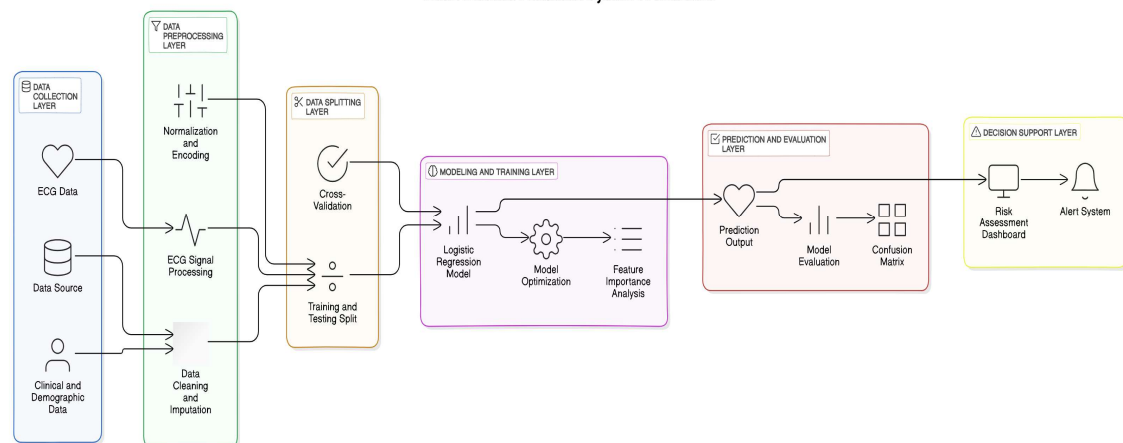 DATA
COLLECTION
LAYER
ECG Data
Data Source
Clinical and
Demographic
Data
DATA
PREPROCESSING
LAYER
Normalization
and
Encoding
ECG Signal
Processing
Data
Cleaning
and
Imputation
DATA SPLITTING
LAYER
Cross-
Validation
Training and
Testing Split
MODELING AND TRAINING LAYER
Logistic
Regression
Model
Model
Optimization
Feature
Importance
Analysis
PREDICTION AND EVALUATION
LAYER
Prediction
Output
Model
Evaluation
Confusion
Matrix
DECISION SUPPORT LAYER
Risk
Assessment
Dashboard
Alert System